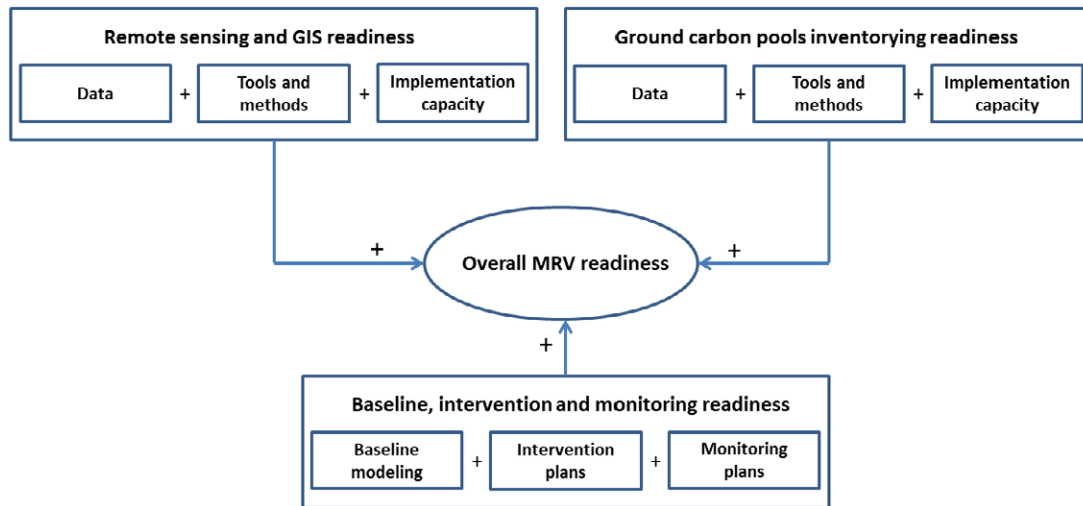 Remote sensing and GIS readiness
Data
+
Tools and
methods
+
Implementation
capacity
Ground carbon pools inventorying readiness
Data
+
Tools and
methods
+
Implementation
capacity
+
Overall MRV readiness
+
+
Baseline, intervention and monitoring readiness
Baseline
modeling
+
Intervention
plans
+
Monitoring
plans